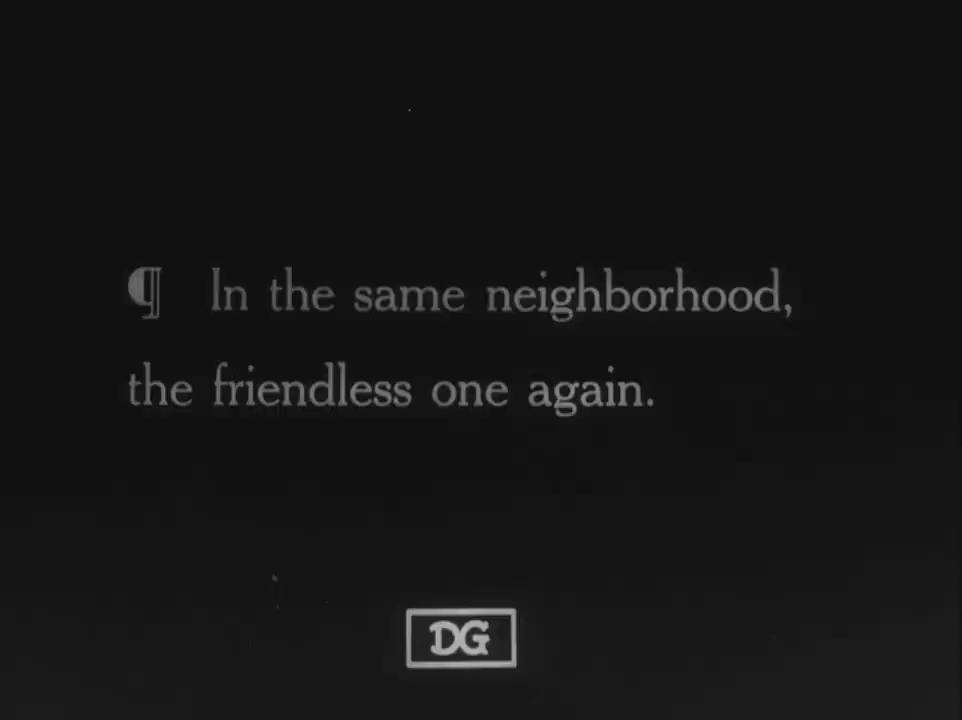 ¶ In the same neighborhood,
the friendless one again.
DG